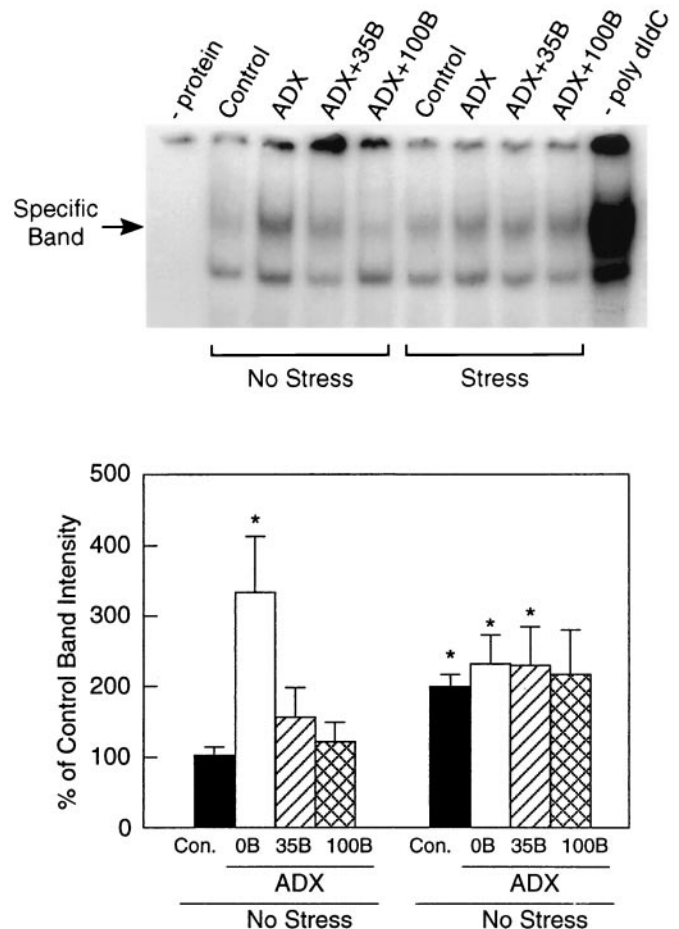 - protein
Control
ADX
ADX+35B
ADX+100B
Control
ADX
ADX+35B
ADX+100B
- poly dIdC
Specific
Band
No Stress
Stress
500
400
300
200
100
0
% of Control Band Intensity
*
*
*
*
Con.
0B
35B
100B
Con.
0B
35B
100B
ADX
ADX
No Stress
No Stress